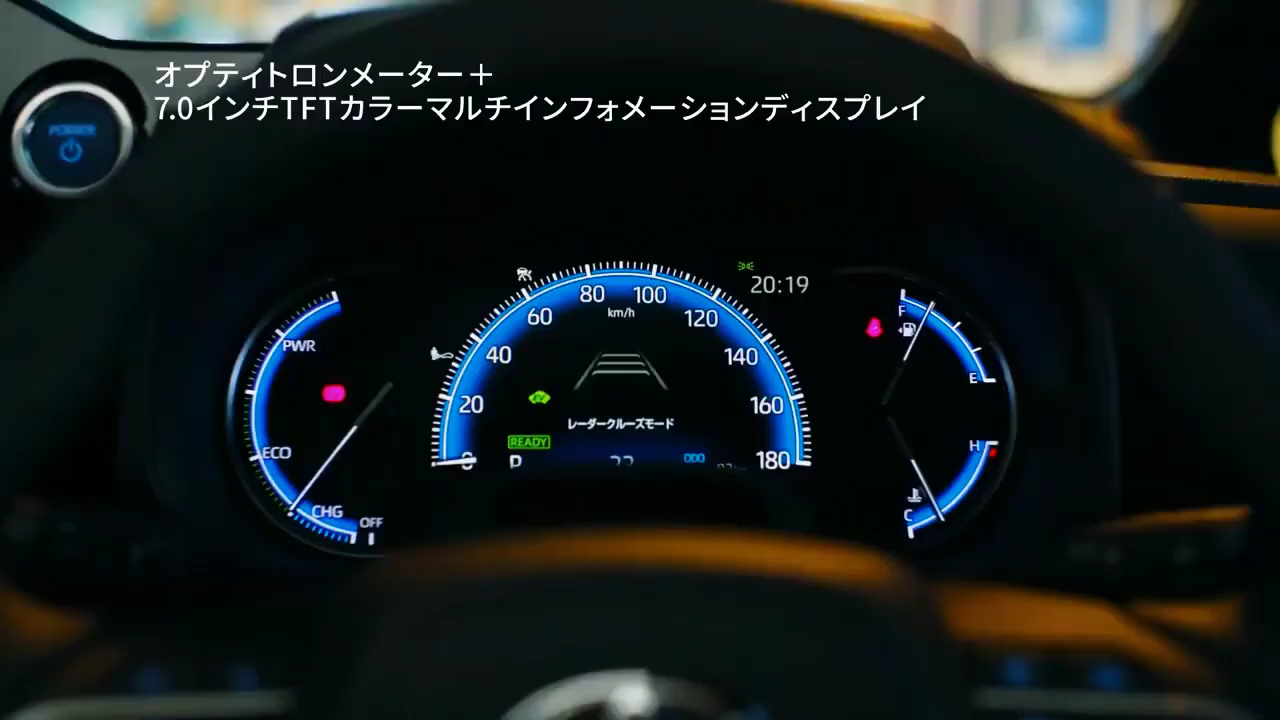 オプティトロンメーター＋
7.0インチTFTカラーマルチインフォメーションディスプレイ
POWER
20:19
80 100
km/h
60 120
40 140
20 160
0 180
レーダークルーズモード
EV
READY
P
ODO
PWR
ECO
CHG
OFF
F
E
H
C